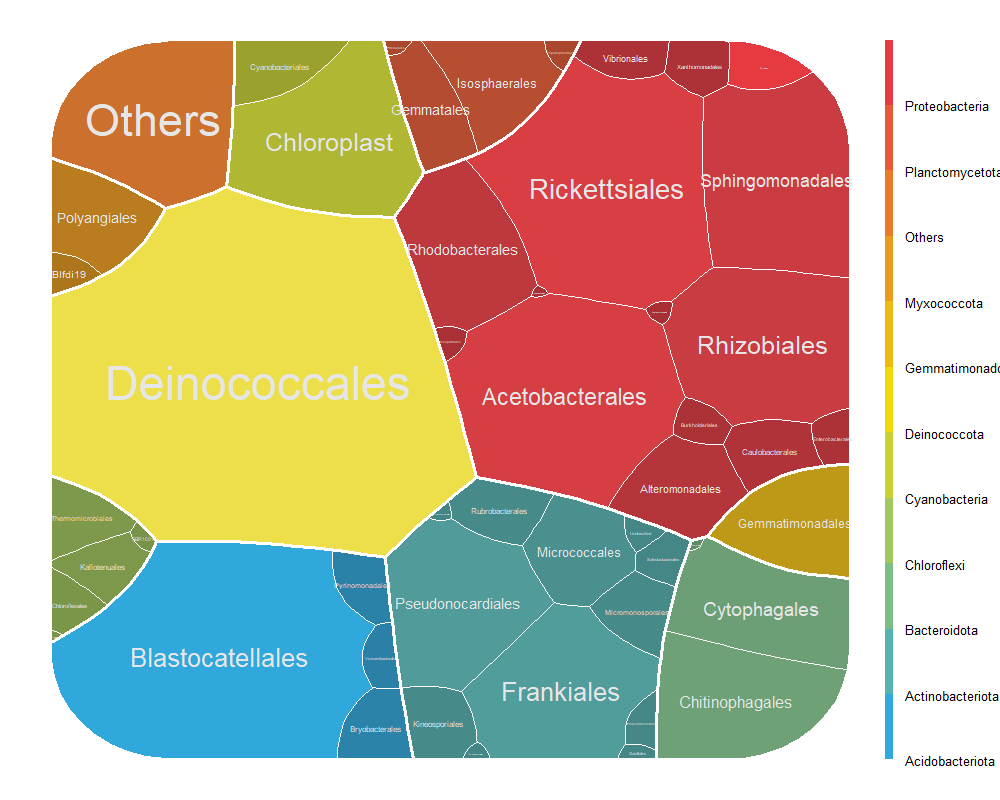 Cyanobacteriales
Vibrionales
Xanthomonadales
Isosphaerales
Gemmatales
Others
Chloroplast
Rickettsiales
Sphingomonadales
Polyangiales
Rhodobacterales
Blfdi19
Rhizobiales
Deinococcales
Acetobacterales
Burkholderiales
Enterobacterales
Caulobacterales
Alteromonadales
Rubrobacterales
Thermomicrobiales
Gemmatimonadales
Micrococcales
Kallotenuales
Pyrinomonadales
Pseudonocardiales
Chloroflexales
Micromonosporales
Cytophagales
Blastocatellales
Frankiales
Chitinophagales
Kineosporiales
Bryobacterales
Proteobacteria
Planctomycetota
Others
Myxococcota
Gemmatimonado
Deinococcota
Cyanobacteria
Chloroflexi
Bacteroidota
Actinobacteriota
Acidobacteriota